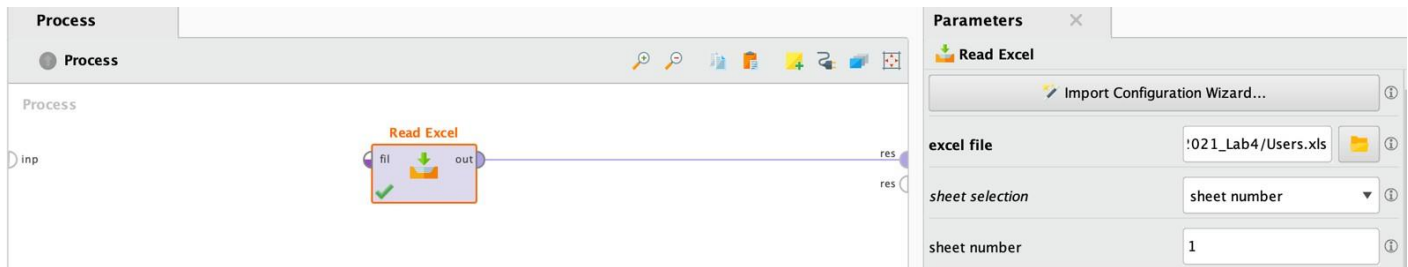 Process
Process
Process
inp
Read Excel
fil
out
res
res
Parameters
Read Excel
Import Configuration Wizard...
excel file
!021_Lab4/Users.xls
sheet selection
sheet number
sheet number
1